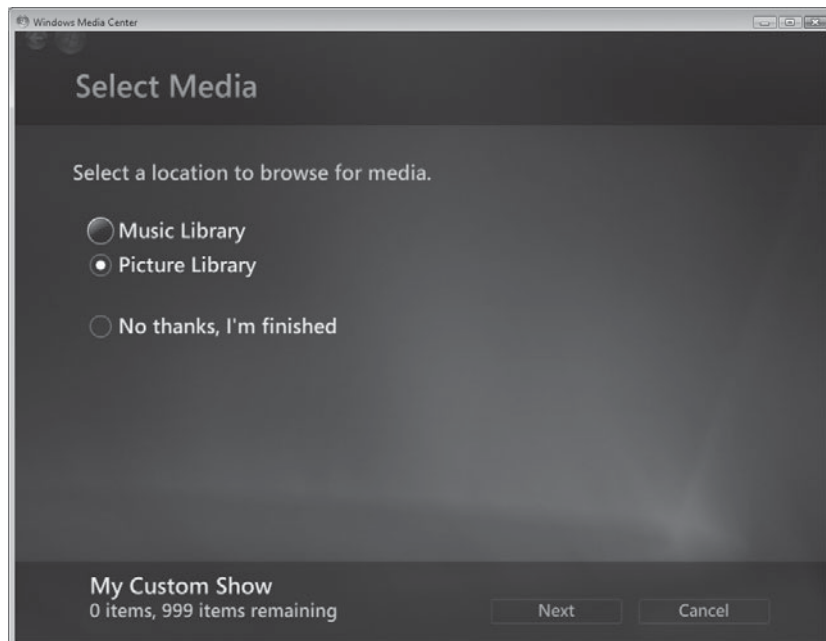 Windows Media Center
Select Media
Select a location to browse for media.
Music Library
Picture Library
No thanks, I'm finished
My Custom Show
0 items, 999 items remaining
Next
Cancel